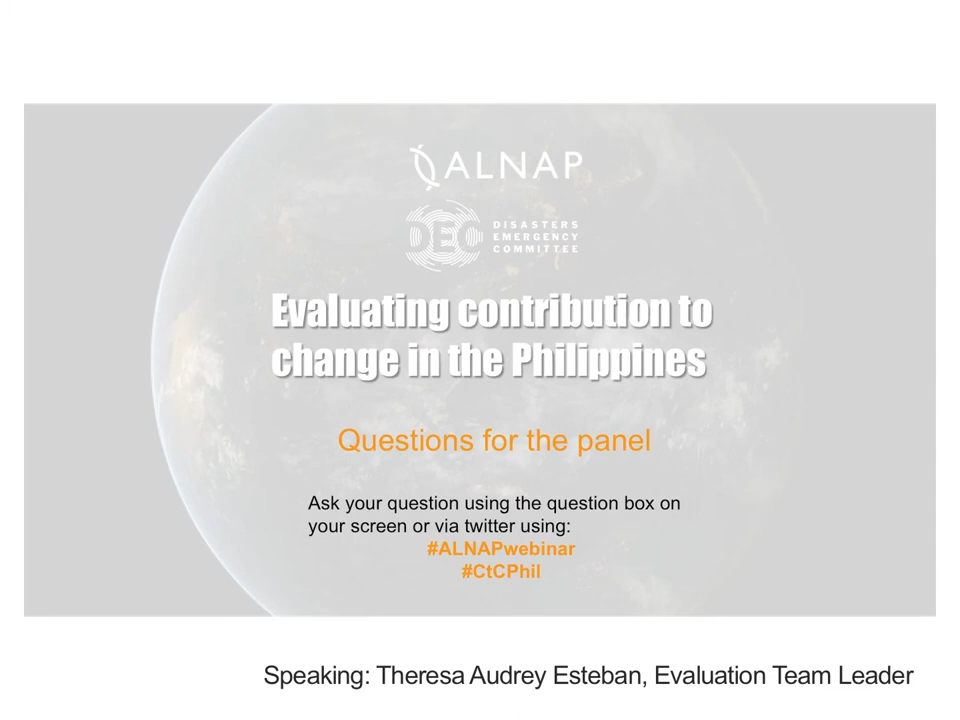 ALNAP
DEC
DISASTERS
EMERGENCY
COMMITTEE
Evaluating contribution to
change in the Philippines
Questions for the panel
Ask your question using the question box on
your screen or via twitter using:
#ALNAPwebinar
#CtCPhil
Speaking: Theresa Audrey Esteban, Evaluation Team Leader